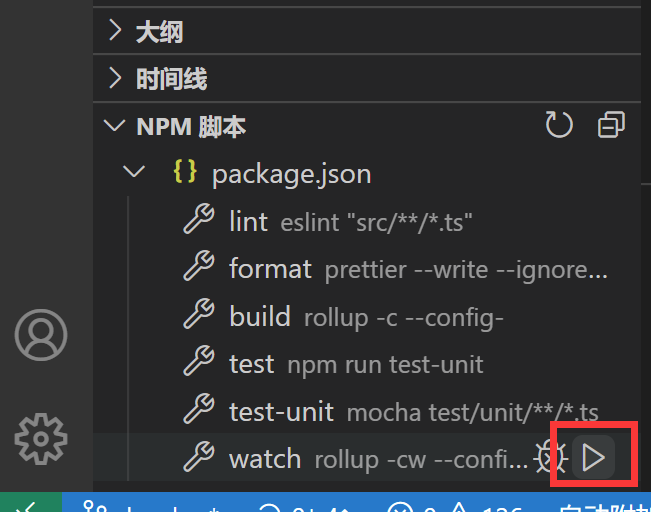 大纲
时间线
NPM 脚本
{} package.json
lint eslint "src/**/*.ts"
format prettier --write --ignore...
build rollup -c --config-
test npm run test-unit
test-unit mocha test/unit/**/*.ts
watch rollup -cw --confi...